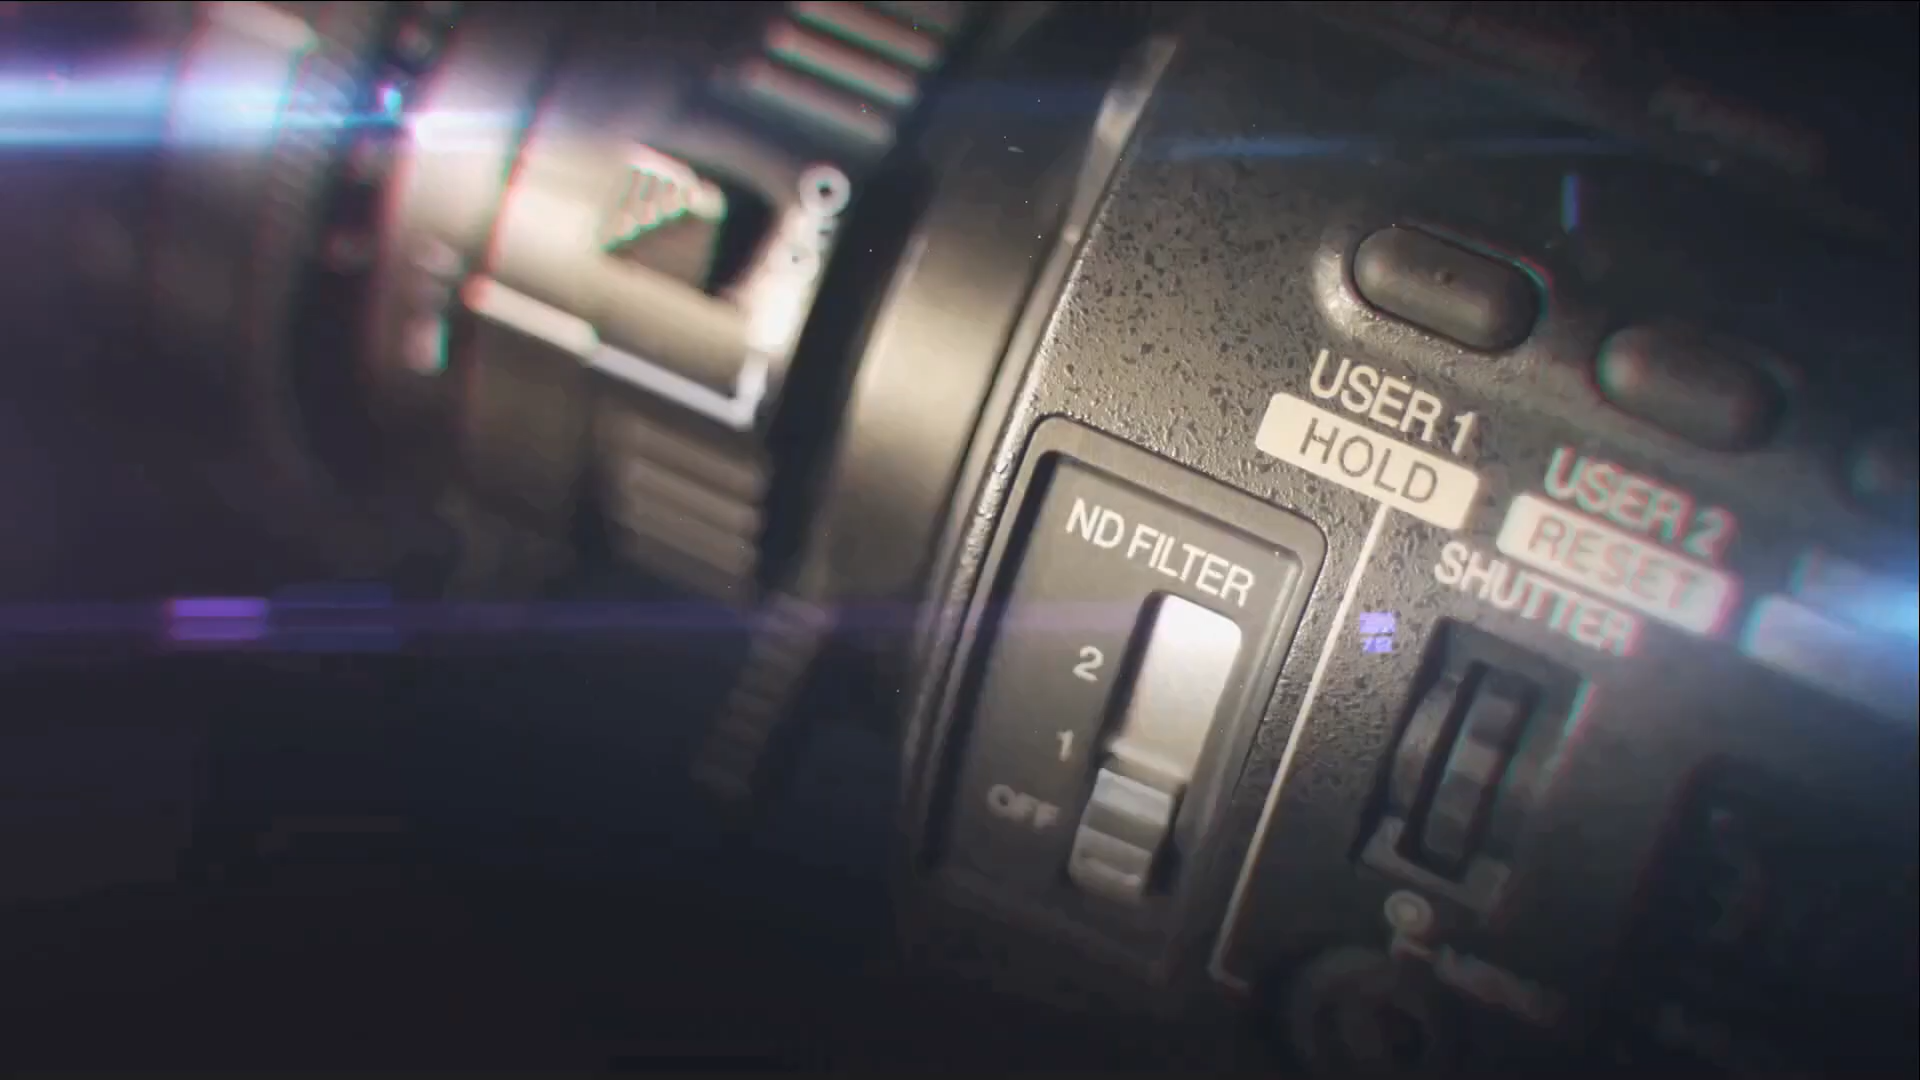 USER 1
HOLD
USER 2
RESET
ND FILTER
SHUTTER
2
1
OFF